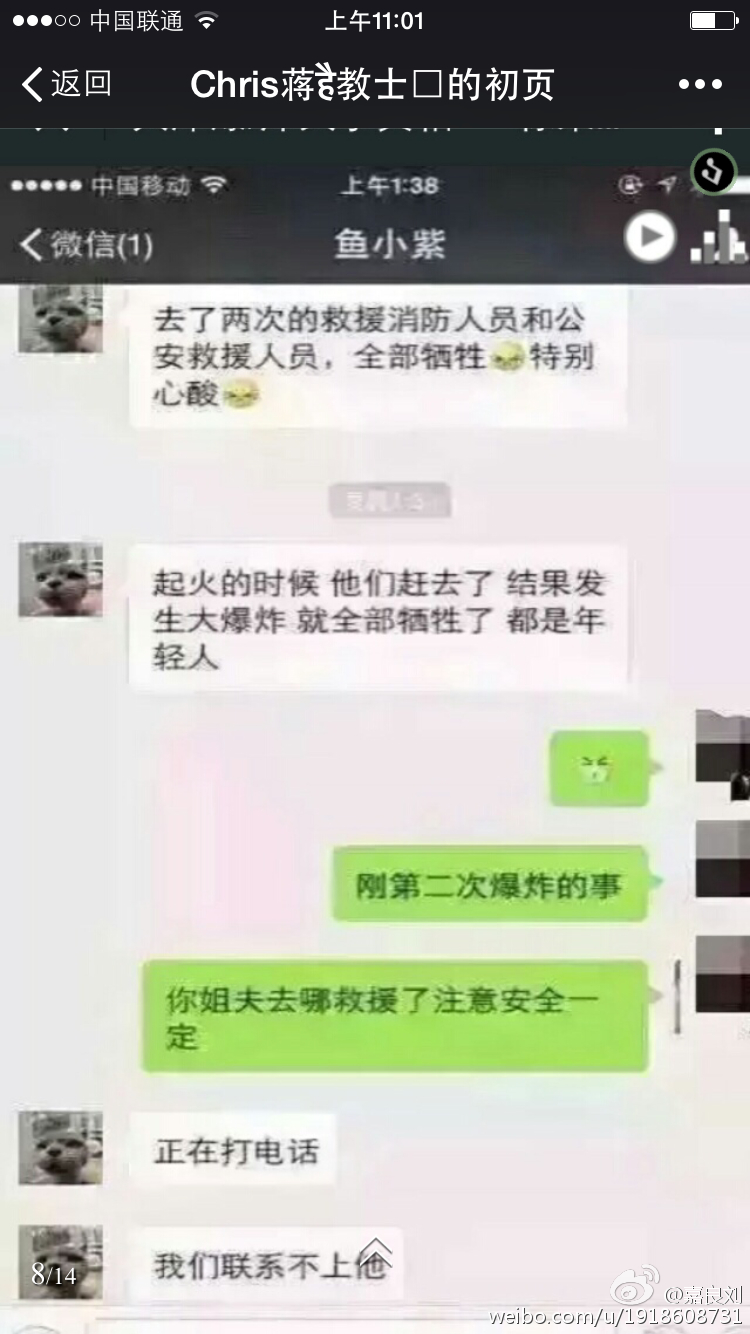 中国联通 上午11:01
返回 Chris蒋 教士□的初页
中国移动 上午1:38
微信(1) 鱼小紫
去了两次的救援消防人员和公
安救援人员，全部牺牲 特别
心酸
起火的时候 他们赶去了 结果发
生大爆炸 就全部牺牲了 都是年
轻人
刚第二次爆炸的事
你姐夫去哪救援了注意安全一
定
正在打电话
我们联系不上他
8/14
@嘉良刘
weibo.com/u/1918608731